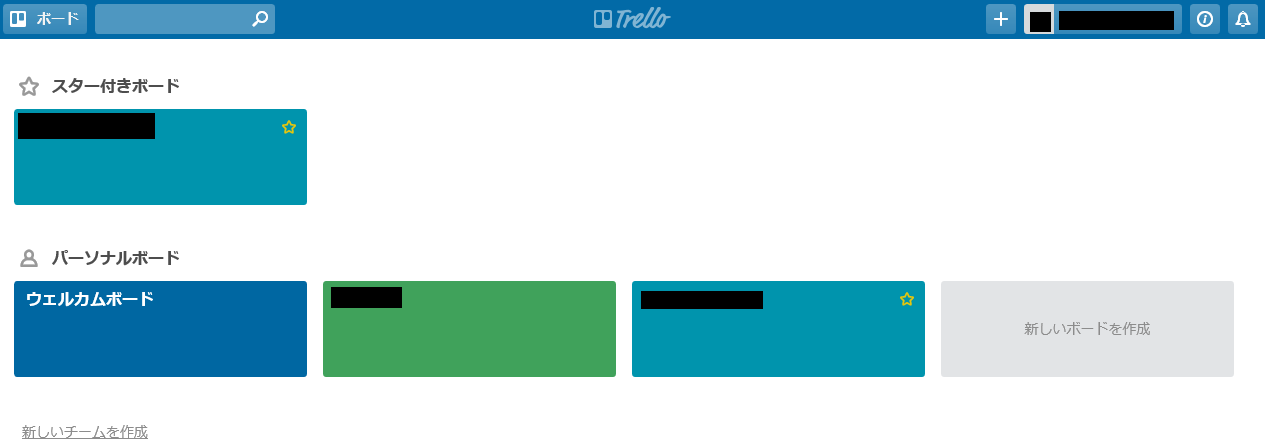 ボード
Trello
スター付きボード
パーソナルボード
ウェルカムボード
新しいボードを作成
新しいチームを作成